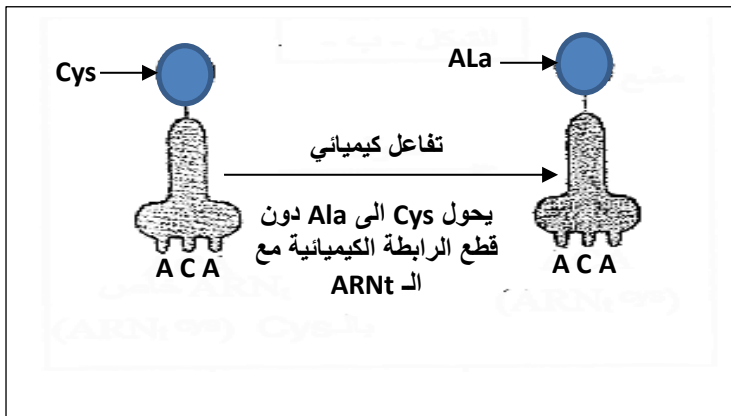 Cys
ALa
تفاعل كيميائي
يحول Cys الى Ala دون
قطع الرابطة الكيميائية مع
الـ ARNt
A C A
A C A